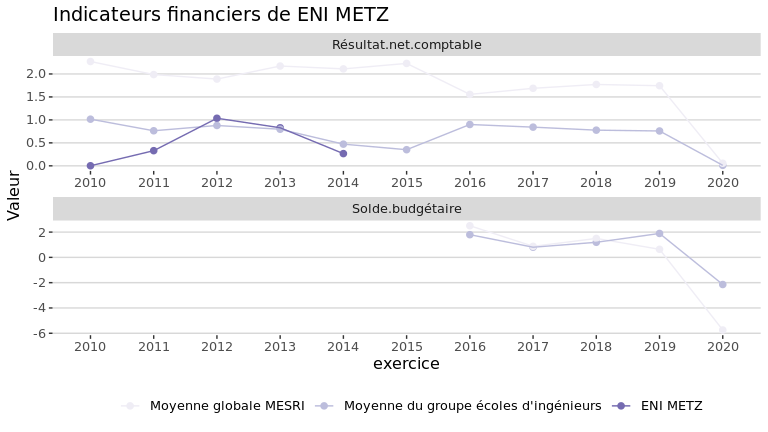 Indicateurs financiers de ENI METZ
Résultat.net.comptable
2.0
1.5
1.0
0.5
0.0
2010 2011 2012 2013 2014 2015 2016 2017 2018 2019 2020
Valeur
Solde.budgétaire
2
0
-2
-4
-6
2010 2011 2012 2013 2014 2015 2016 2017 2018 2019 2020
exercice
Moyenne globale MESRI Moyenne du groupe écoles d'ingénieurs ENI METZ